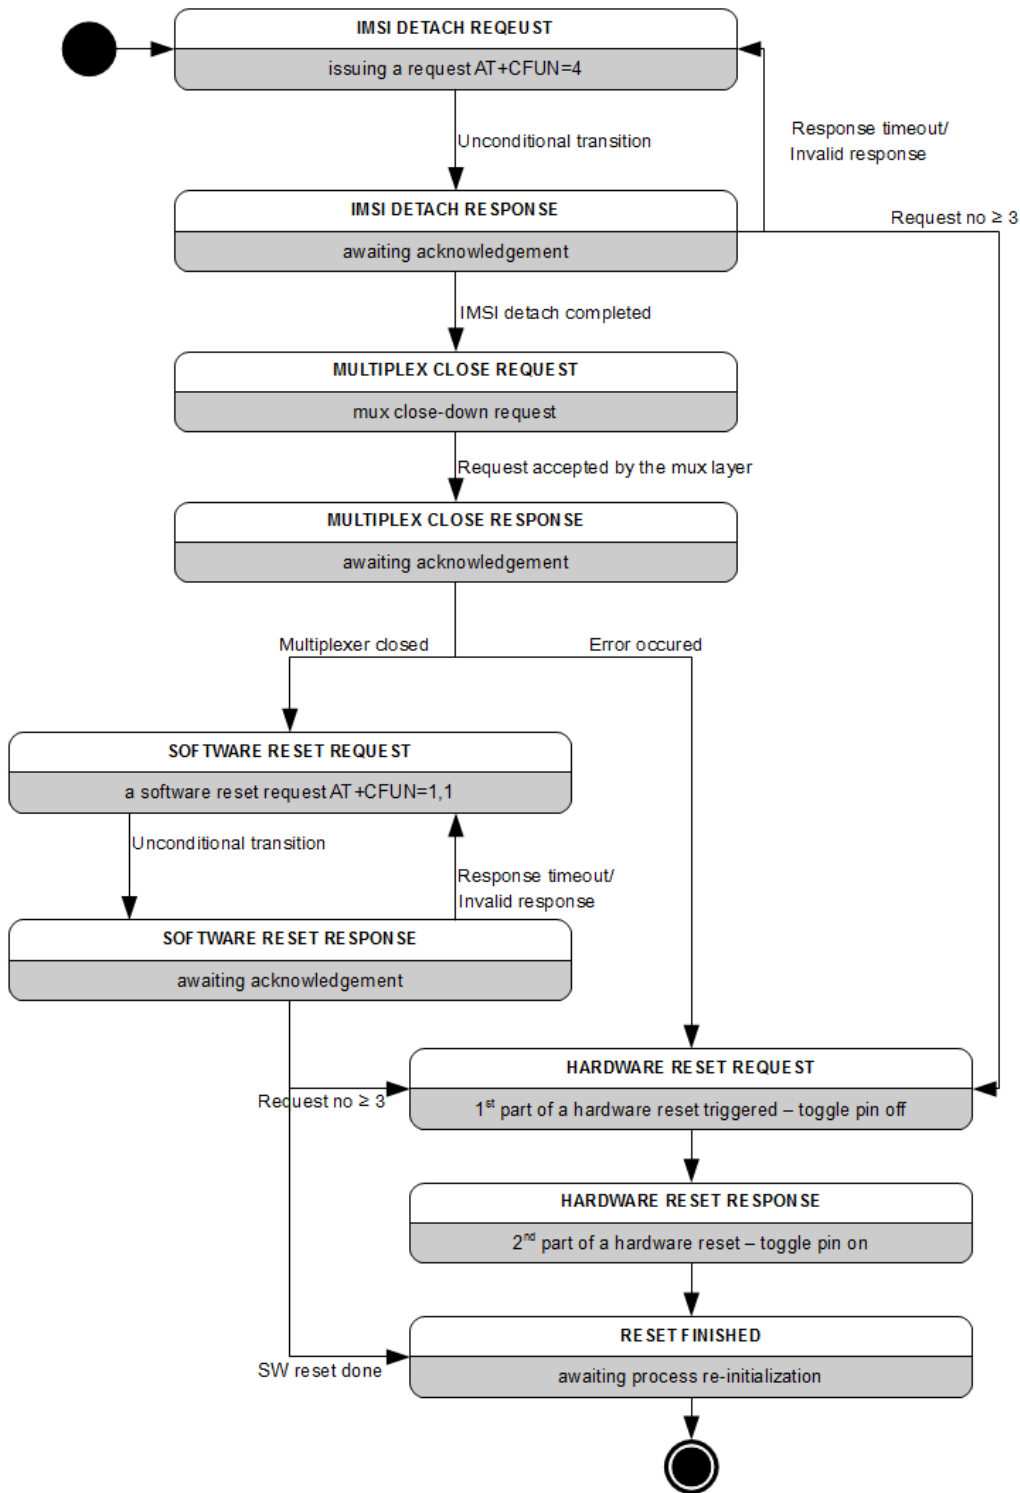 IMSI DETACH REQEUST
issuing a request AT+CFUN=4
Unconditional transition
Response timeout/
Invalid response
IMSI DETACH RESPONSE
Request no ≥ 3
awaiting acknowledgement
IMSI detach completed
MULTIPLEX CLOSE REQUEST
mux close-down request
Request accepted by the mux layer
MULTIPLEX CLOSE RESPONSE
awaiting acknowledgement
Multiplexer closed
Error occured
SOFTWARE RESET REQUEST
a software reset request AT+CFUN=1,1
Unconditional transition
Response timeout/
Invalid response
SOFTWARE RESET RESPONSE
awaiting acknowledgement
HARDWARE RESET REQUEST
Request no ≥ 3
1st part of a hardware reset triggered – toggle pin off
HARDWARE RESET RESPONSE
2nd part of a hardware reset – toggle pin on
RESET FINISHED
SW reset done
awaiting process re-initialization